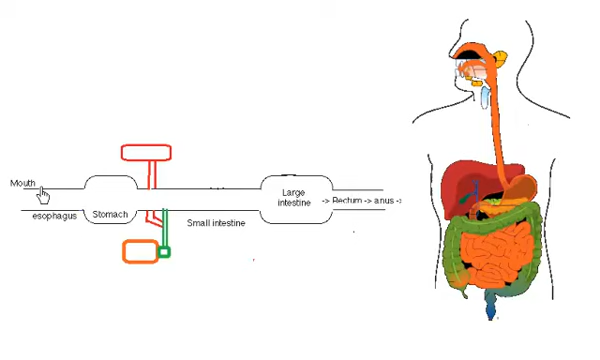 Mouth
esophagus
Stomach
Small intestine
Large
intestine
-> Rectum -> anus ->